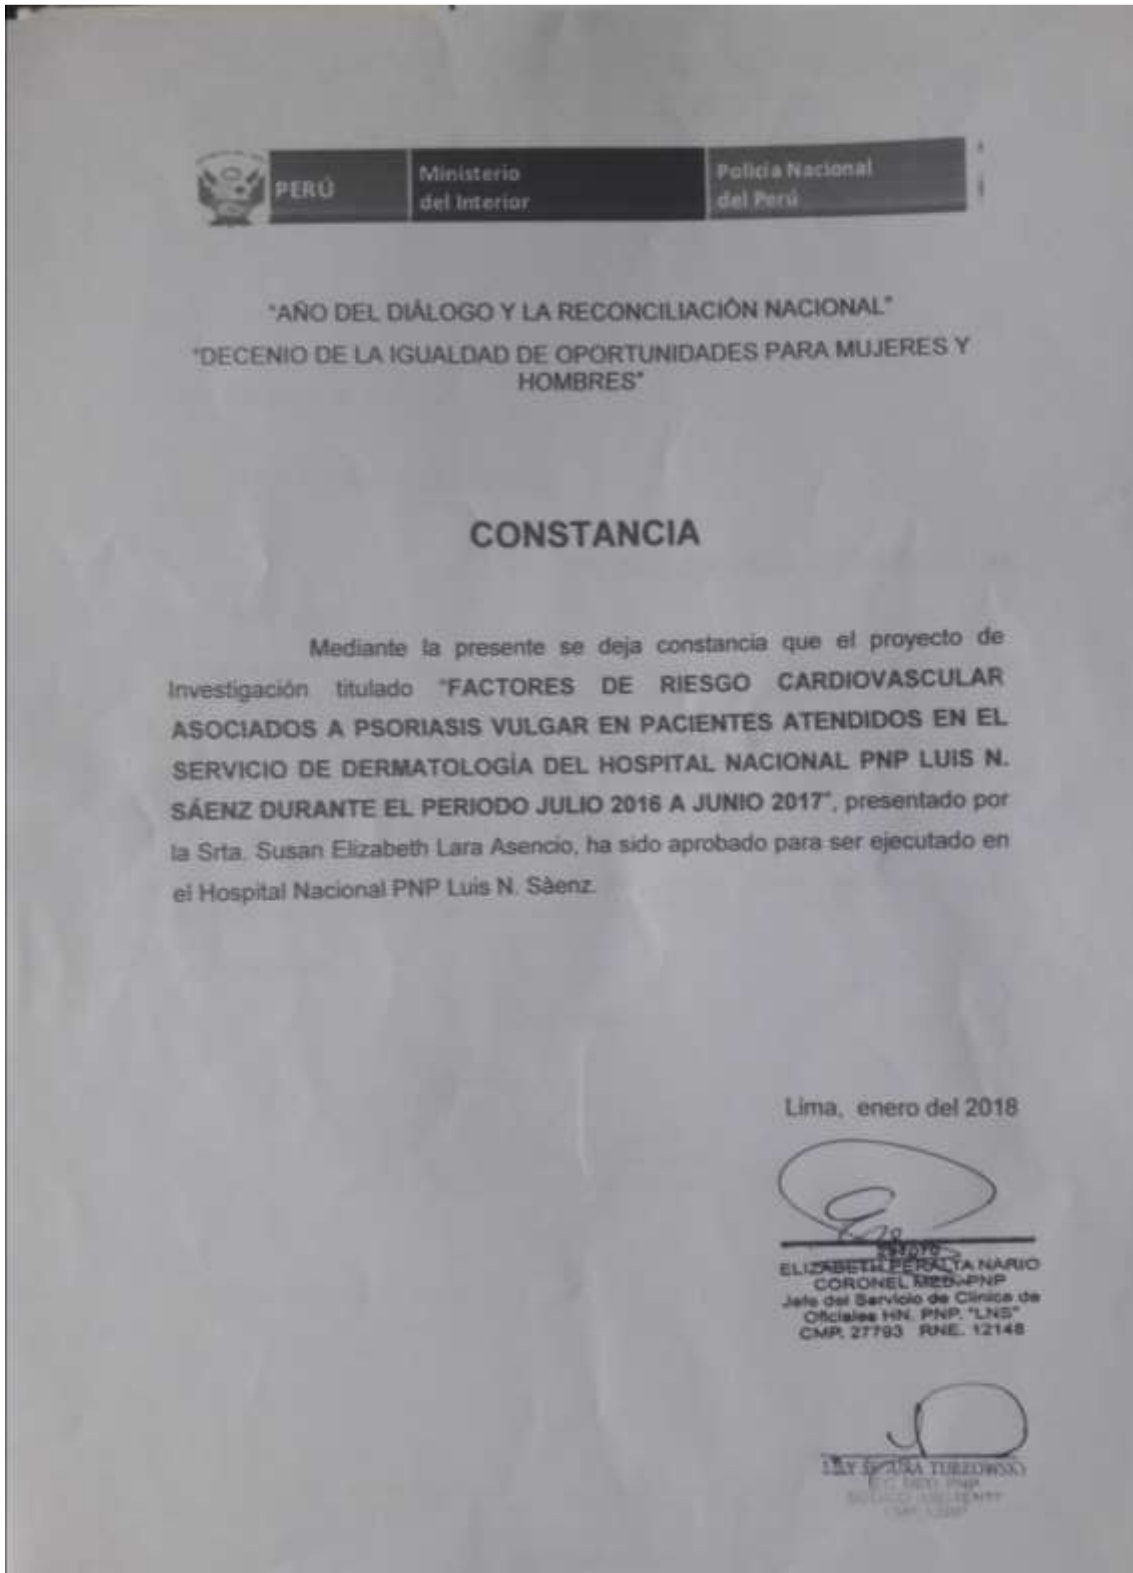 PERÚ
Ministerio
del Interior
Policía Nacional
del Perú
"AÑO DEL DIÁLOGO Y LA RECONCILIACIÓN NACIONAL"
"DECENIO DE LA IGUALDAD DE OPORTUNIDADES PARA MUJERES Y
HOMBRES"
CONSTANCIA
Mediante la presente se deja constancia que el proyecto de
Investigación titulado "FACTORES DE RIESGO CARDIOVASCULAR
ASOCIADOS A PSORIASIS VULGAR EN PACIENTES ATENDIDOS EN EL
SERVICIO DE DERMATOLOGÍA DEL HOSPITAL NACIONAL PNP LUIS N.
SÁENZ DURANTE EL PERIODO JULIO 2016 A JUNIO 2017", presentado por
la Srta. Susan Elizabeth Lara Asencio, ha sido aprobado para ser ejecutado en
el Hospital Nacional PNP Luis N. Sàenz.
Lima, enero del 2018
ELIZABETH PERALTA NARIO
CORONEL MED. PNP
Jefe del Servicio de Clinica de
Oficiales HN. PNP. "LNS"
CMP. 27793 RNE. 12148
PNP